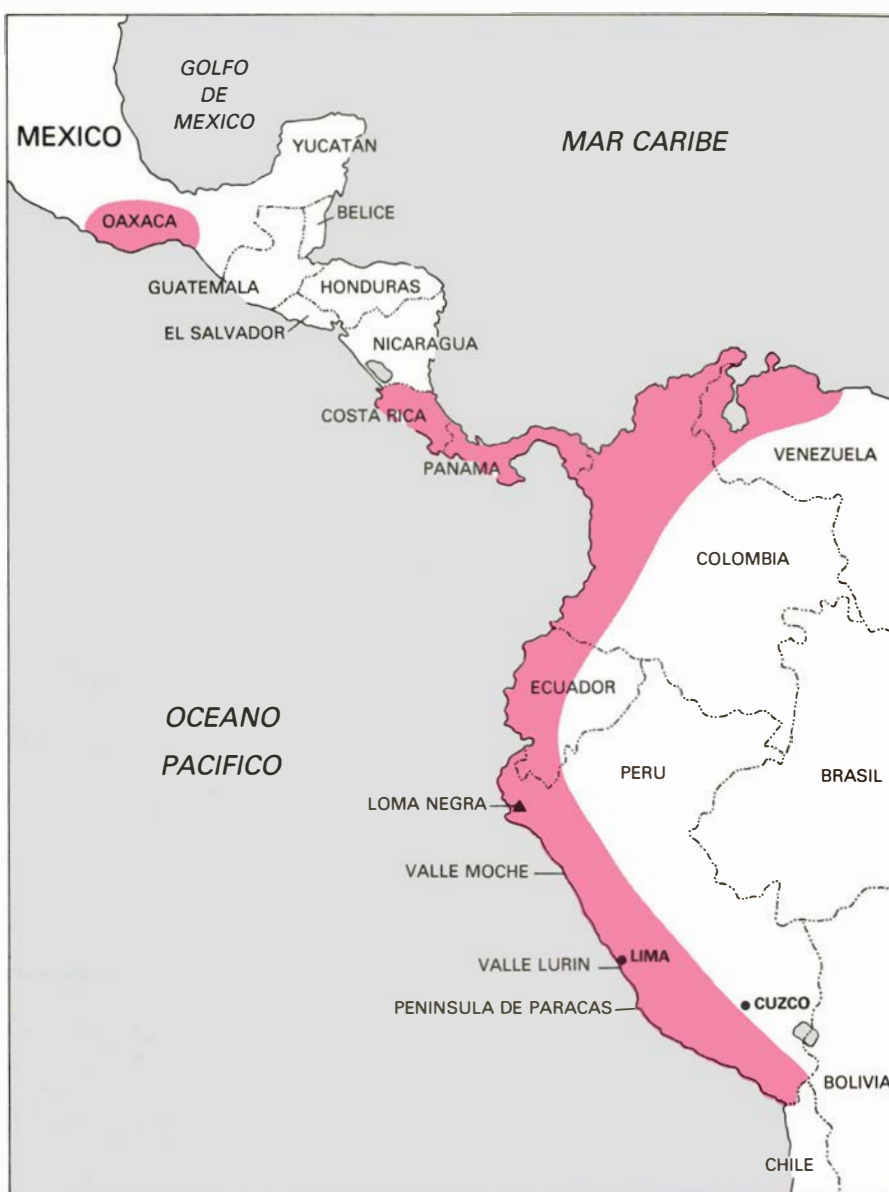 GOLFO
DE
MEXICO
MEXICO
YUCATÁN
MAR CARIBE
OAXACA
BELICE
GUATEMALA
HONDURAS
EL SALVADOR
NICARAGUA
COSTA RICA
PANAMA
VENEZUELA
COLOMBIA
ECUADOR
OCEANO
PACIFICO
PERU
BRASIL
LOMA NEGRA
VALLE MOCHE
LIMA
VALLE LURIN
CUZCO
PENINSULA DE PARACAS
BOLIVIA
CHILE